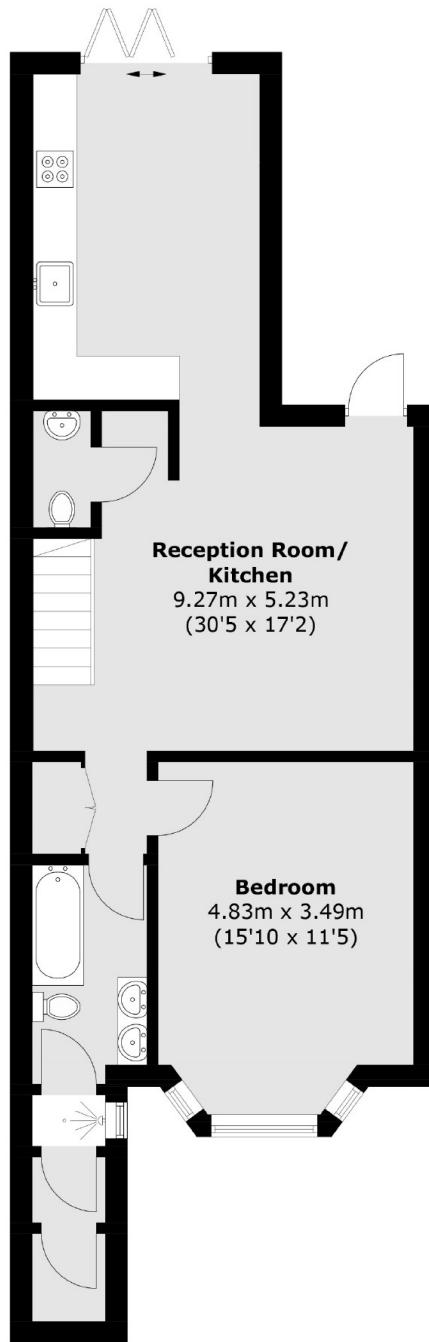 Reception Room/
Kitchen
9.27m x 5.23m
(30'5 x 17'2)
Bedroom
4.83m x 3.49m
(15'10 x 11'5)